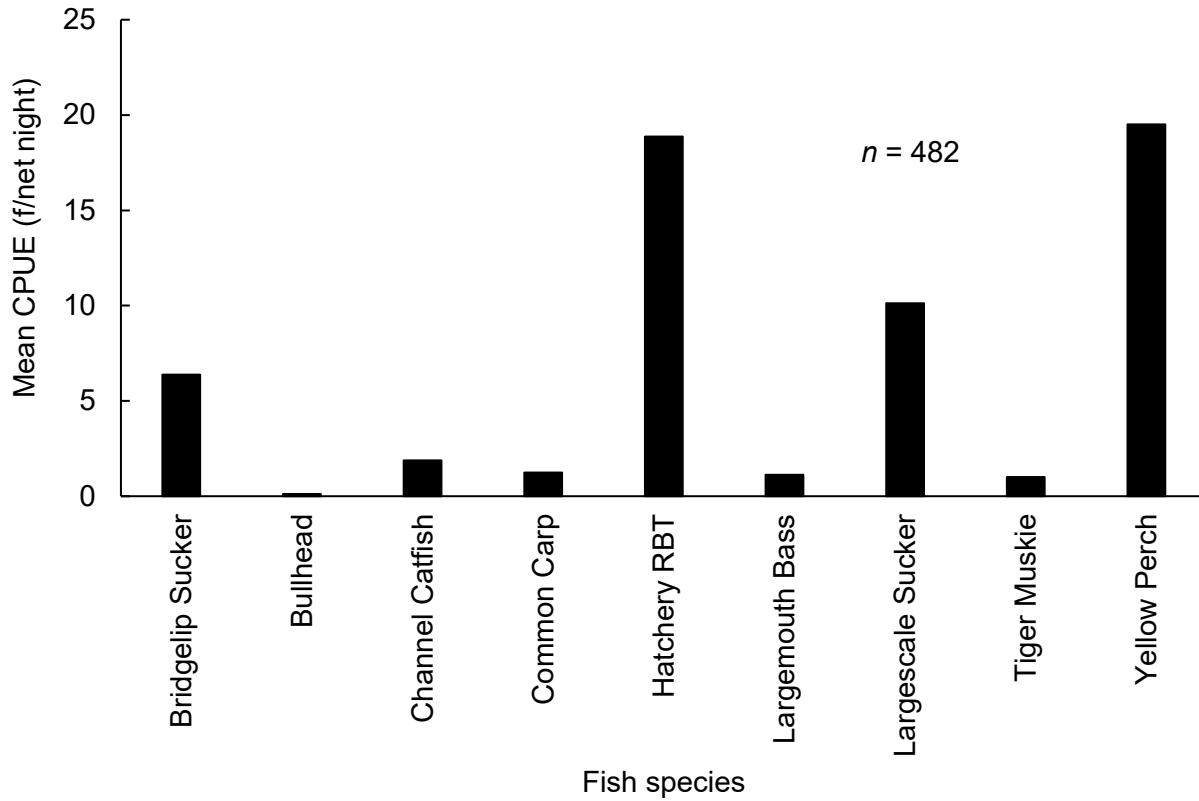 Mean CPUE (f/net night)
25
20
15
10
5
0
n = 482
Bridgelip Sucker
Bullhead
Channel Catfish
Common Carp
Hatchery RBT
Largemouth Bass
Largescale Sucker
Tiger Muskie
Yellow Perch
Fish species